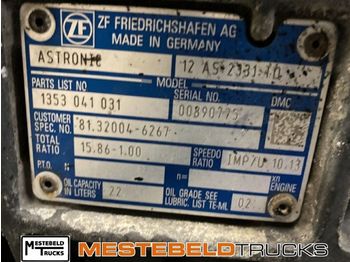 ZF
ZF FRIEDRICHSHAFEN AG
MADE IN GERMANY
ASTRONIC 12 AS 2331 TD
PARTS LIST NO MODEL
1353 041 031 00890775
SERIAL NO. DMC
CUSTOMER SPEC. NO. 81.32004-6267
TOTAL RATIO 15.86-1.00 SPEEDO RATIO IMP/U 10.13
P.T.O. i= n= xn ENGINE
OIL CAPACITY IN LITERS 22 OIL GRADE SEE LUBRIC. LIST TE-ML 02
MESTEBELD TRUCKS MESTEBELDTRUCKS